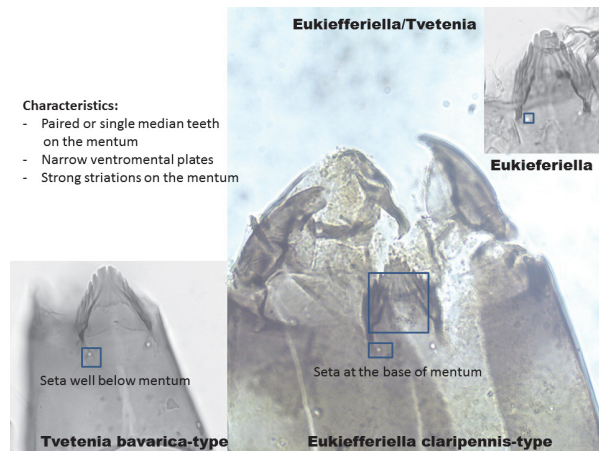 Eukiefferiella/Tvetenia
Characteristics:
- Paired or single median teeth
on the mentum
- Narrow ventromental plates
- Strong striations on the mentum
Eukieferiella
Seta well below mentum
Seta at the base of mentum
Tvetenia bavarica-type
Eukiefferiella claripennis-type